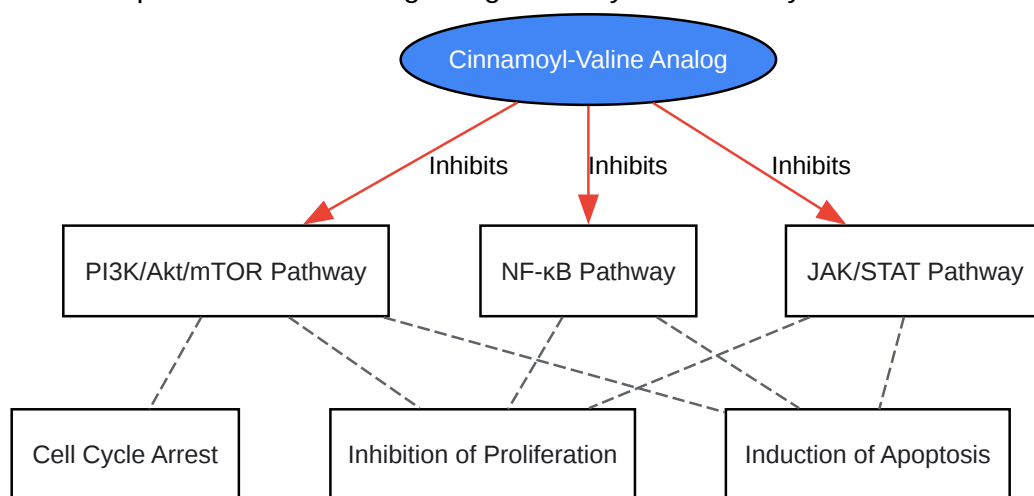 Cinnamoyl-Valine Analog
Inhibits Inhibits Inhibits
PI3K/Akt/mTOR Pathway NF-κB Pathway JAK/STAT Pathway
Cell Cycle Arrest Inhibition of Proliferation Induction of Apoptosis